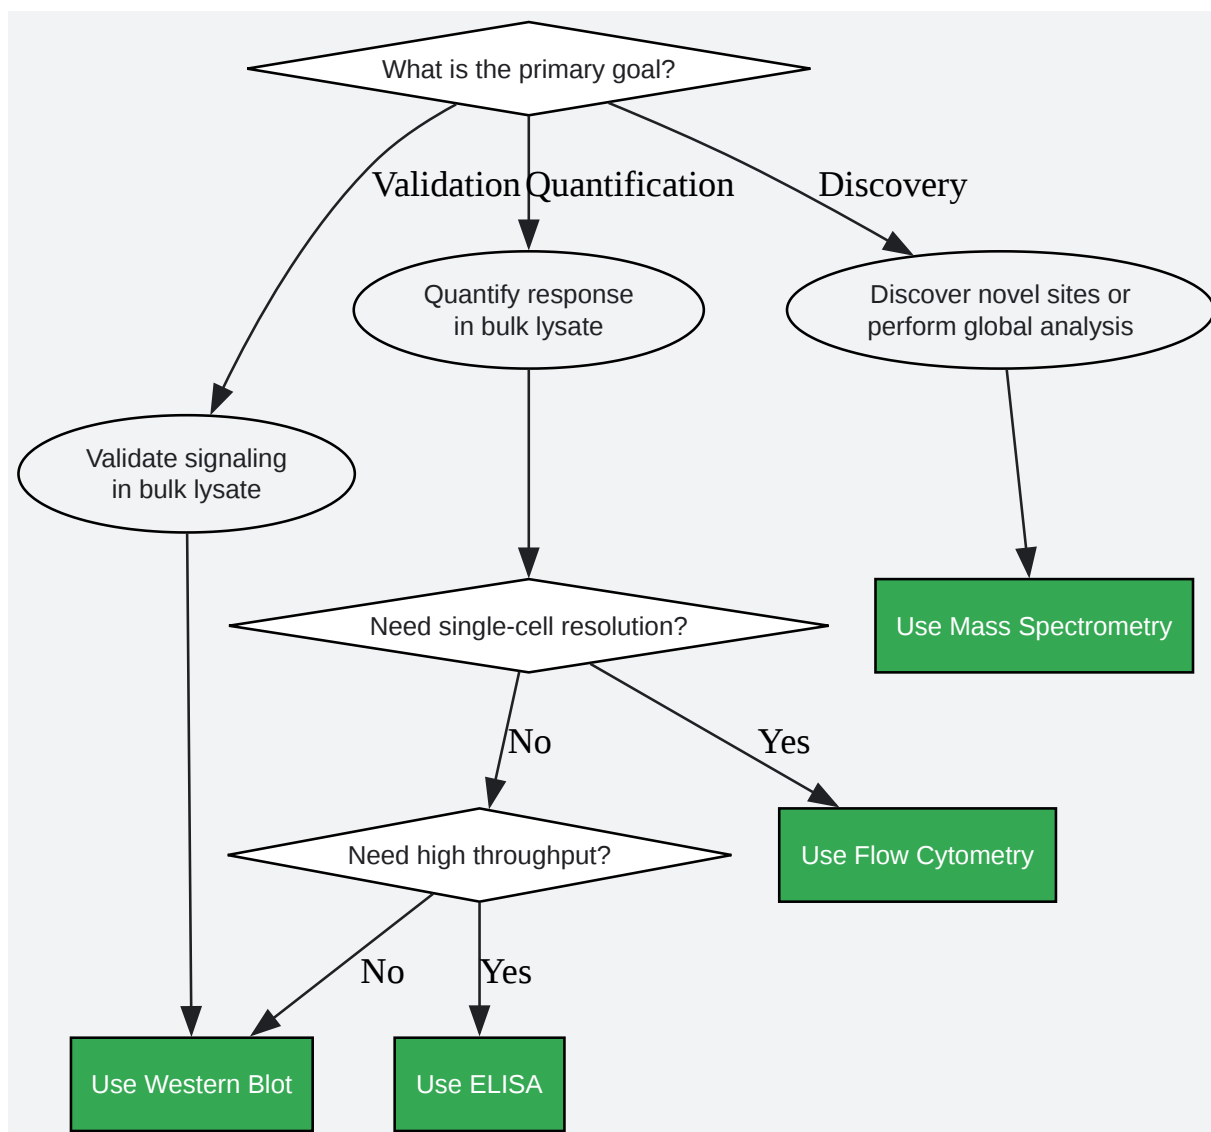 What is the primary goal?
Validation
Quantification
Discovery
Quantify response
in bulk lysate
Discover novel sites or
perform global analysis
Validate signaling
in bulk lysate
Need single-cell resolution?
Use Mass Spectrometry
No
Yes
Need high throughput?
Use Flow Cytometry
No
Yes
Use Western Blot
Use ELISA